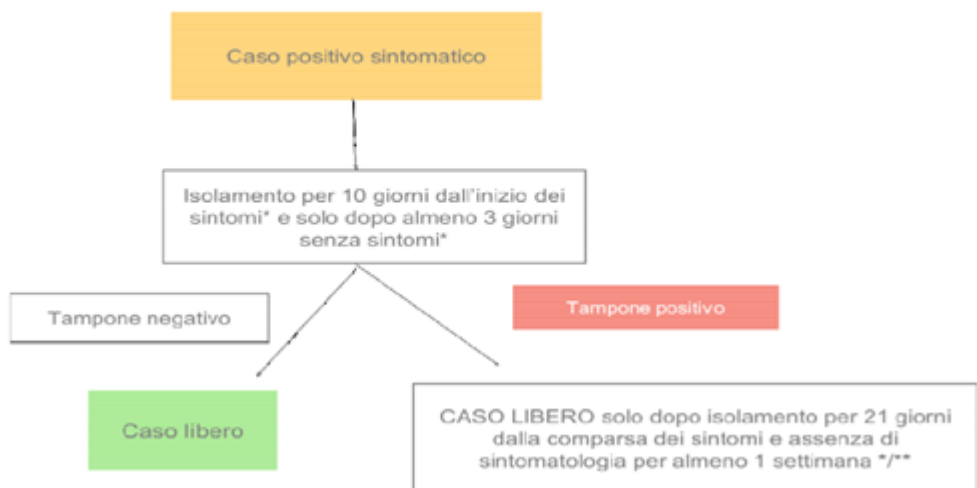 Caso positivo sintomatico
Isolamento per 10 giorni dall'inizio dei
sintomi* e solo dopo almeno 3 giorni
senza sintomi*
Tampone negativo
Tampone positivo
Caso libero
CASO LIBERO solo dopo isolamento per 21 giorni
dalla comparsa dei sintomi e assenza di
sintomatologia per almeno 1 settimana */**